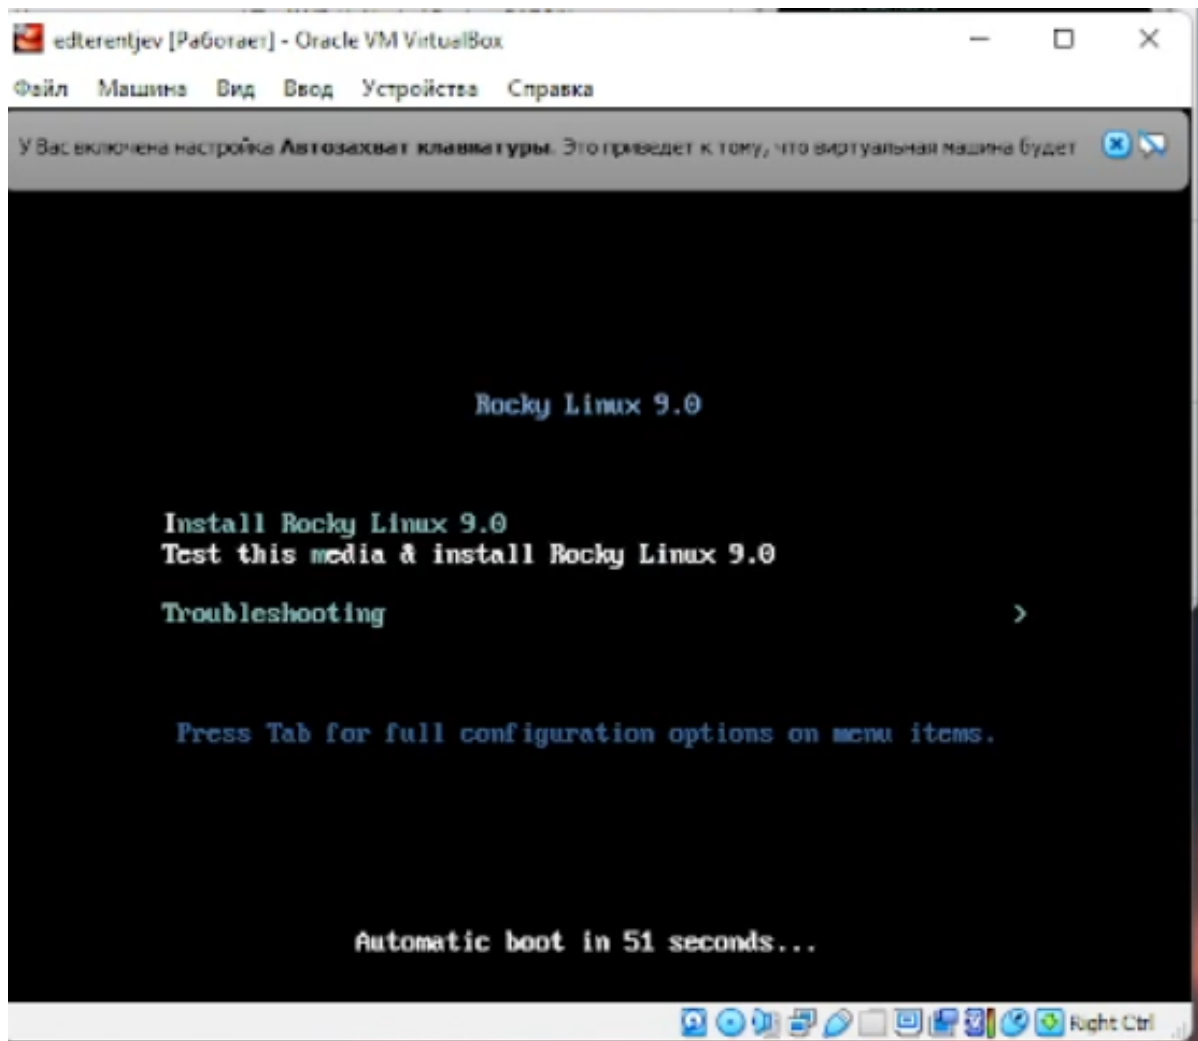 edterentjev [Работает] - Oracle VM VirtualBox
Файл Машина Вид Ввод Устройства Справка
У Вас включена настройка Автозахват клавиатуры. Это приведет к тому, что виртуальная машина будет
Rocky Linux 9.0
Install Rocky Linux 9.0
Test this media & install Rocky Linux 9.0
Troubleshooting >
Press Tab for full configuration options on menu items.
Automatic boot in 51 seconds...
Right Ctrl